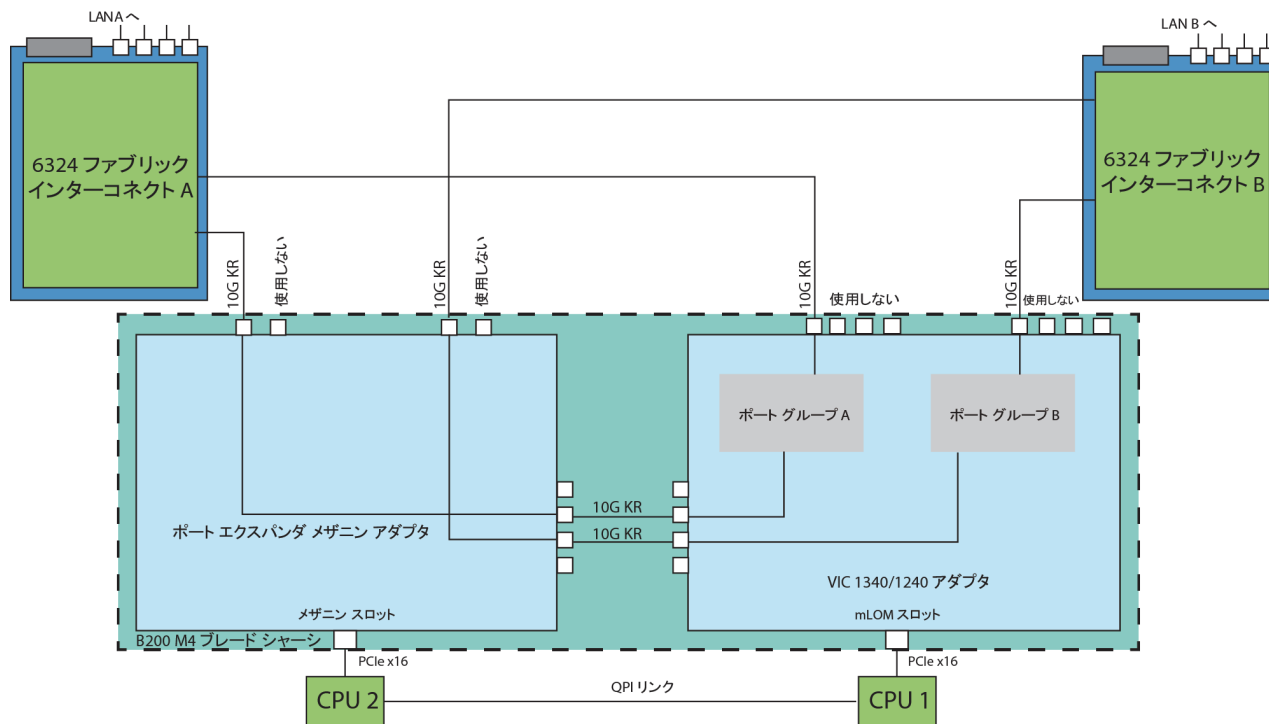 LAN A へ
LAN B へ
6324 ファブリック
インターコネクト A
6324 ファブリック
インターコネクト B
10G KR
使用しない
10G KR
使用しない
10G KR
使用しない
10G KR
使用しない
ポート グループ A
ポート グループ B
10G KR
10G KR
ポート エクスパンダ メザニン アダプタ
VIC 1340/1240 アダプタ
メザニン スロット
mLOM スロット
B200 M4 ブレード シャーシ
PCIe x16
PCIe x16
CPU 2
QPI リンク
CPU 1